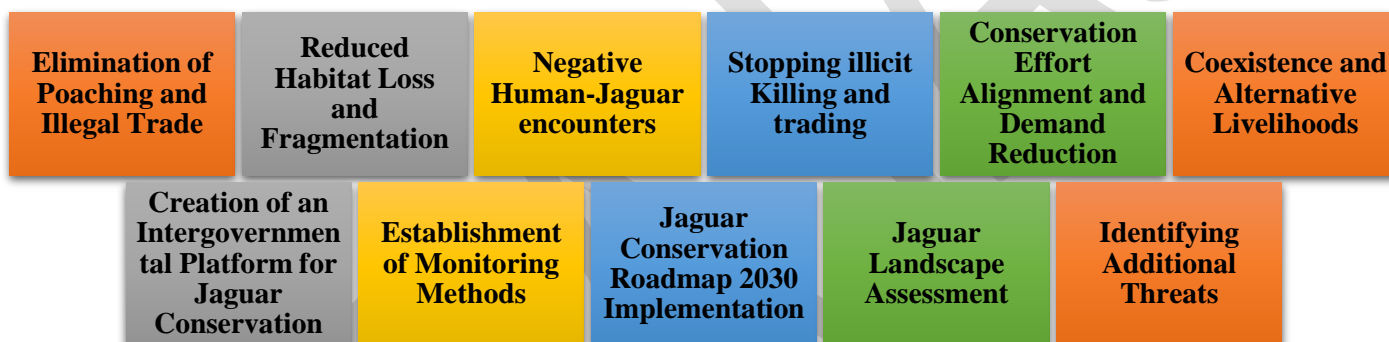 Elimination of
Poaching and
Illegal Trade
Reduced
Habitat Loss
and
Fragmentation
Negative
Human-Jaguar
encounters
Stopping illicit
Killing and
trading
Conservation
Effort
Alignment and
Demand
Reduction
Coexistence and
Alternative
Livelihoods
Creation of an
Intergovernmen
tal Platform for
Jaguar
Conservation
Establishment
of Monitoring
Methods
Jaguar
Conservation
Roadmap 2030
Implementation
Jaguar
Landscape
Assessment
Identifying
Additional
Threats